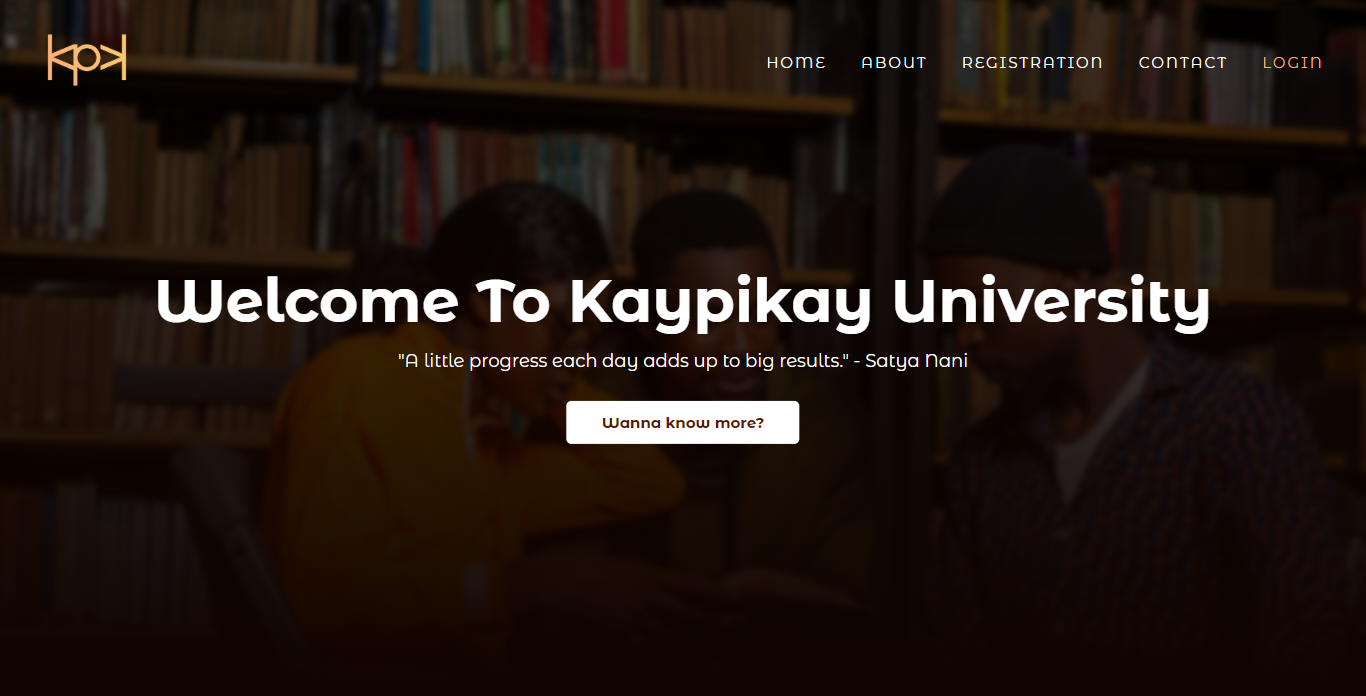 kpk
HOME ABOUT REGISTRATION CONTACT LOGIN
Welcome To Kaypikay University
"A little progress each day adds up to big results." - Satya Nani
Wanna know more?